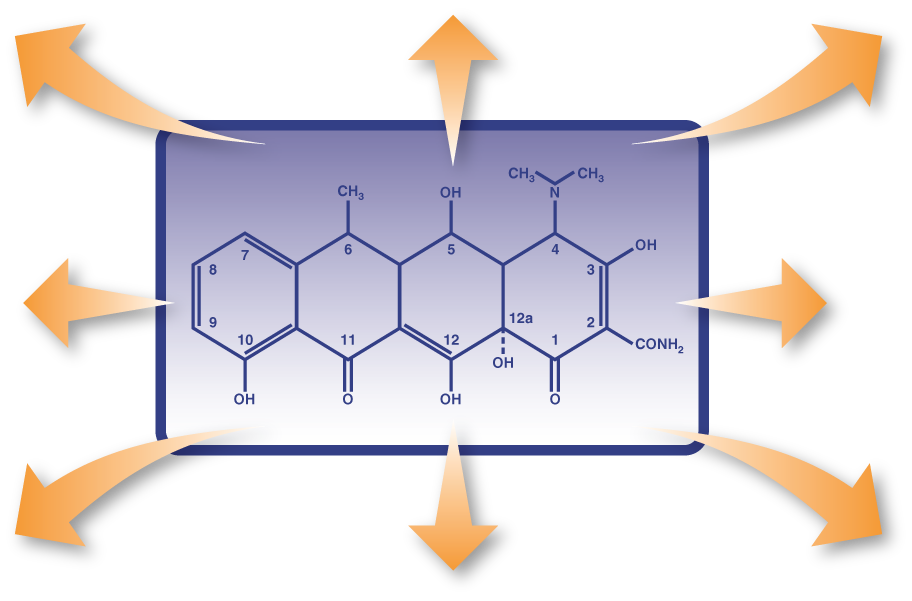 CH₃ CH₃
CH₃ OH N
7 6 5 4 OH
8 3
9 12a 2
10 11 12 1 CONH₂
OH
OH O OH O